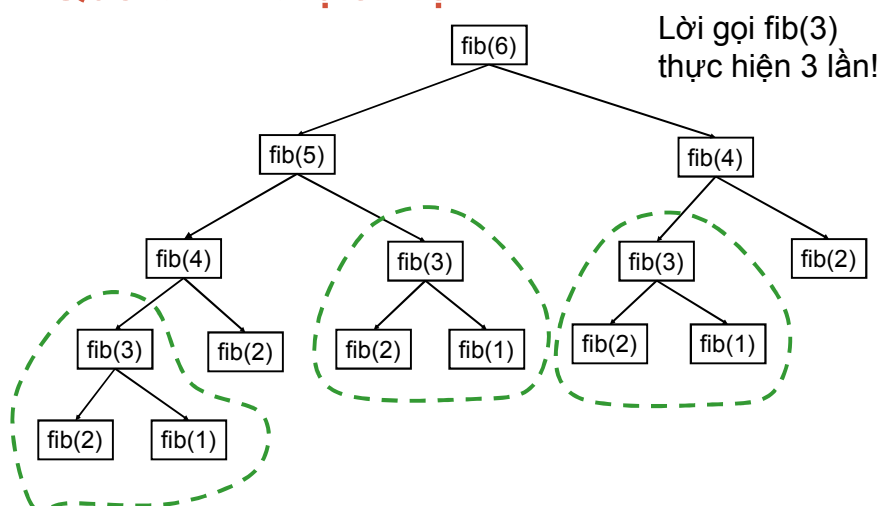 fib(6)
Lời gọi fib(3)
thực hiện 3 lần!
fib(5)
fib(4)
fib(4)
fib(3)
fib(3)
fib(2)
fib(3)
fib(2)
fib(2)
fib(1)
fib(2)
fib(1)
fib(2)
fib(1)